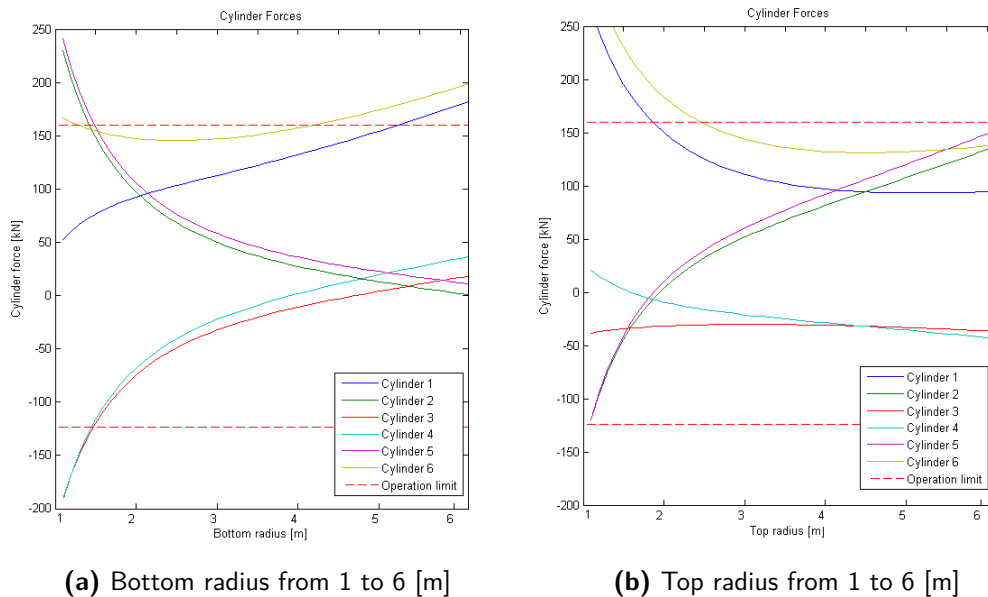 Cylinder Forces
250
200
150
100
50
0
-50
-100
-150
-200
Cylinder force [kN]
1 2 3 4 5 6
Bottom radius [m]
Cylinder 1
Cylinder 2
Cylinder 3
Cylinder 4
Cylinder 5
Cylinder 6
Operation limit
(a) Bottom radius from 1 to 6 [m]
Cylinder Forces
250
200
150
100
50
0
-50
-100
-150
-200
Cylinder force [kN]
1 2 3 4 5 6
Top radius [m]
Cylinder 1
Cylinder 2
Cylinder 3
Cylinder 4
Cylinder 5
Cylinder 6
Operation limit
(b) Top radius from 1 to 6 [m]